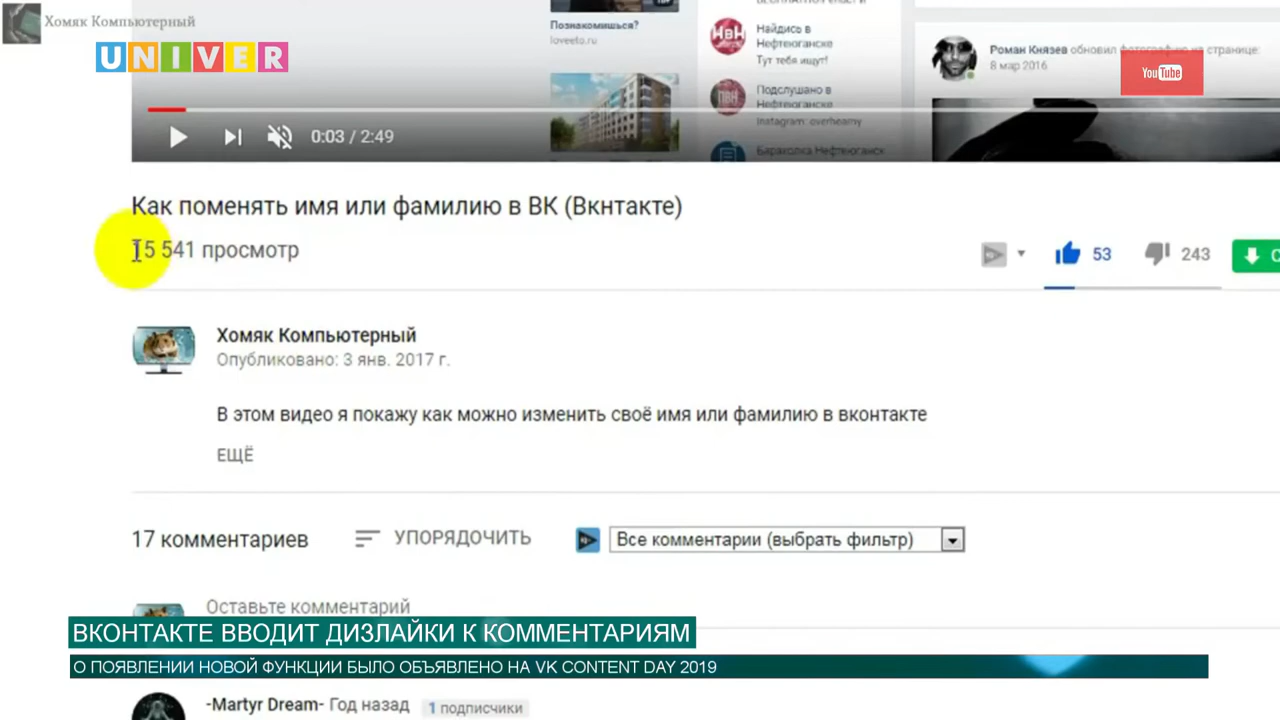 Хомяк Компьютерный
UNIVER
Познакомишься?
loveeto.ru
Найдись в
Нефтеюганске
Тут тебя ищут!
Подслушано в
Нефтеюганске
Instagram: overheamy
Барахолка Нефтеюганск
Роман Князев обновил фотографию на странице:
8 мар 2016
YouTube
0:03 / 2:49
Как поменять имя или фамилию в ВК (Вкнтакте)
15 541 просмотр
53
243
Хомяк Компьютерный
Опубликовано: 3 янв. 2017 г.
В этом видео я покажу как можно изменить своё имя или фамилию в вконтакте
ЕЩЁ
17 комментариев
УПОРЯДОЧИТЬ
Все комментарии (выбрать фильтр)
Оставьте комментарий
ВКОНТАКТЕ ВВОДИТ ДИЗЛАЙКИ К КОММЕНТАРИЯМ
О ПОЯВЛЕНИИ НОВОЙ ФУНКЦИИ БЫЛО ОБЪЯВЛЕНО НА VK CONTENT DAY 2019
-Martyr Dream- Год назад
1 подписчики